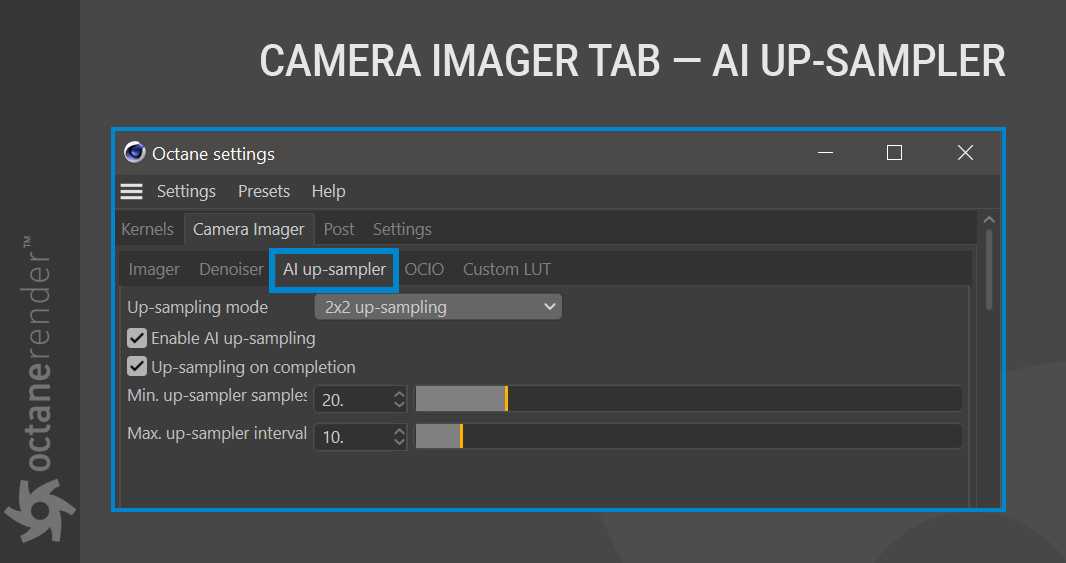 CAMERA IMAGER TAB — AI UP-SAMPLER
Octane settings
Settings Presets Help
Kernels Camera Imager Post Settings
Imager Denoiser AI up-sampler OCIO Custom LUT
Up-sampling mode 2x2 up-sampling
Enable AI up-sampling
Up-sampling on completion
Min. up-sampler samples 20.
Max. up-sampler interval 10.
octanerender™